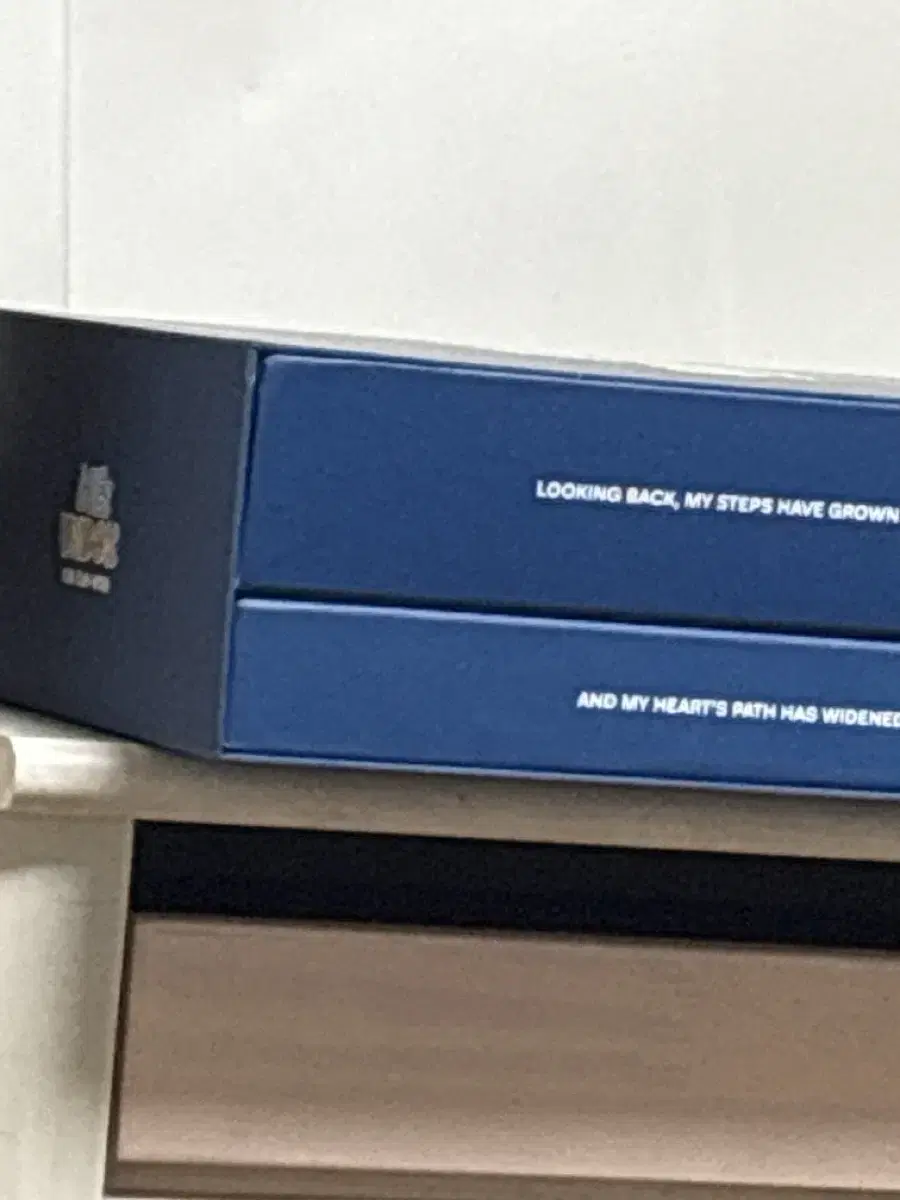 LOOKING BACK, MY STEPS HAVE GROWN
AND MY HEART'S PATH HAS WIDENED